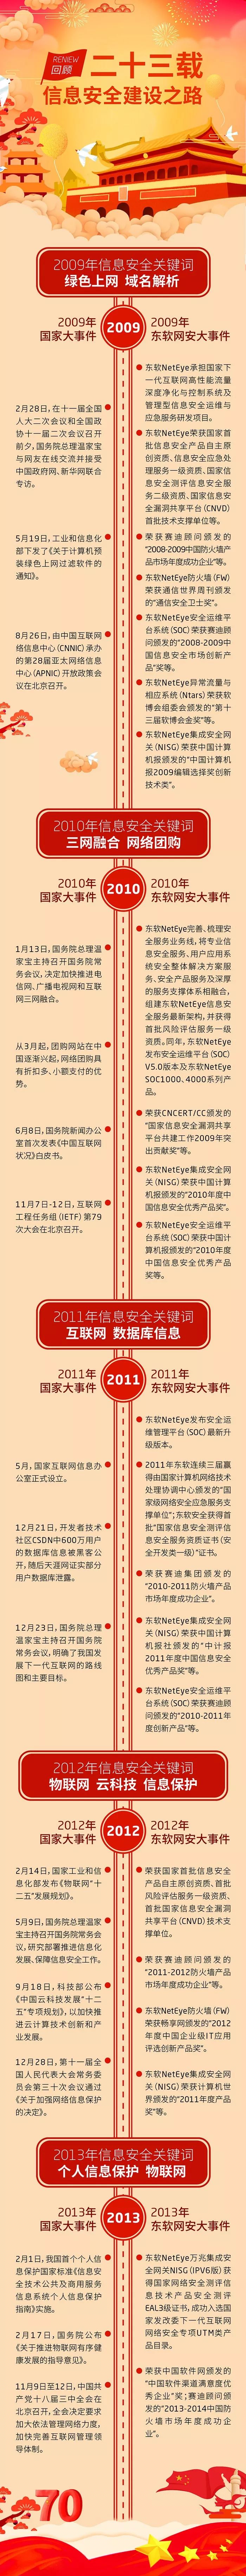 REVIEW
回顾
二十三载
信息安全建设之路
2009年信息安全关键词
绿色上网 域名解析
2009年
国家大事件
2009
2009年
东软网安大事件
2月28日，在十一届全国
人大二次会议和全国政
协十一届二次会议召开
前夕，国务院总理温家宝
与网友在线交流并接受
中国政府网、新华网联合
专访。
5月19日，工业和信息化
部下发了《关于计算机预
装绿色上网过滤软件的
通知》。
8月26日，由中国互联网
络信息中心(CNNIC)承办
的第28届亚太网络信息
中心(APNIC)开放政策会
议在北京召开。
东软NetEye承担国家下
一代互联网高性能流量
深度净化与控制系统及
管理型信息安全运维与
应急服务研发项目。
东软NetEye荣获国家首
批信息安全产品自主原
创资质、信息安全应急处
理服务一级资质、国家信
息安全测评信息安全服
务二级资质、国家信息安
全漏洞共享平台(CNVD)
首批技术支撑单位等。
荣获赛迪顾问颁发的
“2008-2009中国防火墙产
品市场年度成功企业”等。
东软NetEye防火墙(FW)
荣获通信世界周刊颁发
的“通信安全卫士奖”。
东软NetEye安全运维平
台系统(SOC)荣获赛迪顾
问颁发的“2008-2009中
国信息安全市场创新产
品”奖等。
东软NetEye异常流量与
相应系统(Ntars)荣获软
博会组委会颁发的“第十
三届软博会金奖”等。
东软NetEye集成安全网
关(NISG)荣获中国计算
机报颁发的“中国计算机
报2009编辑选择奖创新
技术类”。
2010年信息安全关键词
三网融合 网络团购
2010年
国家大事件
2010
2010年
东软网安大事件
1月13日，国务院总理温
家宝主持召开国务院常
务会议，决定加快推进电
信网、广播电视网和互联
网三网融合。
从3月起，团购网站在中
国逐渐兴起，网络团购具
有折扣多、小额支付的优
势。
6月8日，国务院新闻办公
室首次发表《中国互联网
状况》白皮书。
11月7日-12日，互联网
工程任务组(IETF)第79
次大会在北京召开。
东软NetEye完善、梳理安
全服务业务线，将专业信
息安全服务、用户应用系
统安全整体解决方案服
务、安全产品服务及深厚
的服务支撑体系相融合，
组建东软NetEye信息安
全服务最新架构，并获得
首批风险评估服务一级
资质。同年，东软NetEye
发布安全运维平台(SOC)
V5.0版本及东软NetEye
SOC1000、4000系列产
品。
荣获CNCERT/CC颁发的
“国家信息安全漏洞共享
平台共建工作2009年突
出贡献奖”等。
东软NetEye集成安全网
关(NISG)荣获中国计算
机报颁发的“2010年度中
国信息安全优秀产品奖”。
东软NetEye安全运维平
台系统(SOC)荣获中国计
算机报颁发的“2010年度
中国信息安全优秀产品
奖等。
2011年信息安全关键词
互联网 数据库信息
2011年
国家大事件
2011
2011年
东软网安大事件
5月，国家互联网信息办
公室正式设立。
12月21日，开发者技术
社区CSDN中600万用户
的数据库信息被黑客公
开，随后天涯网证实部分
用户数据库泄露。
12月23日，国务院总理
温家宝主持召开国务院
常务会议，明确了我国发
展下一代互联网的路线
图和主要目标。
东软NetEye发布安全运
维管理平台(SOC)最新升
级版本。
2011年东软连续三届赢
得由国家计算机网络技术
处理协调中心颁发的“国
家级网络安全应急服务支
撑单位”；东软安全获得首
批“国家信息安全测评信
息安全服务资质证书（安
全开发类一级）”证书。
荣获赛迪集团颁发的
“2010-2011防火墙产品
市场年度成功企业”。
东软NetEye集成安全网
关(NISG)荣获中国计算
机报社颁发的“中计报
2011年度中国信息安全
优秀产品奖”等。
东软NetEye安全运维平
台系统(SOC)荣获赛迪顾
问颁发的“2010-2011年
度创新产品”等。
2012年信息安全关键词
物联网 云科技 信息保护
2012年
国家大事件
2012
2012年
东软网安大事件
2月14日，国家工业和信
息化部发布《物联网“十
二五”发展规划》。
5月9日，国务院总理温家
宝主持召开国务院常务会
议，研究部署推进信息化
发展、保障信息安全工作。
9月18日，科技部公布
《中国云科技发展“十二
五”专项规划》，以加快推
进云计算技术创新和产
业发展。
12月28日，第十一届全
国人民代表大会常务委
员会第三十次会议通过
《关于加强网络信息保护
的决定》。
荣获国家首批信息安全
产品自主原创资质、首批
风险评估服务一级资质、
首批国家信息安全漏洞
共享平台(CNVD)技术支
撑单位。
荣获赛迪顾问颁发的
“2011-2012防火墙产品
市场年度成功企业”等。
东软NetEye防火墙(FW)
荣获畅享网颁发的“2012
年度中国企业级IT应用
评选创新产品奖”。
东软NetEye集成安全网
关(NISG)荣获计算机世
界颁发的“2011年度产品
奖”等。
2013年信息安全关键词
个人信息保护 物联网
2013年
国家大事件
2013
2013年
东软网安大事件
2月1日，我国首个个人信
息保护国家标准《信息安
全技术公共及商用服务
信息系统个人信息保护
指南》实施。
2月17日，国务院公布
《关于推进物联网有序健
康发展的指导意见》。
11月9日至12日，中国共
产党十八届三中全会在
北京召开，全会决定要求
加大依法管理网络力度，
加快完善互联网管理领
导体制。
东软NetEye万兆集成安
全网关NISG(IPV6版)获
得国家网络安全测评信
息技术产品安全测评
EAL3级证书，成功入选国
家发改委下一代互联网
网络安全专项UTM类产
品目录。
荣获中国软件网颁发的
“中国软件渠道满意度优
秀企业”奖；赛迪顾问颁
发的“2013-2014中国防
火墙市场年度成功企
业”。
70